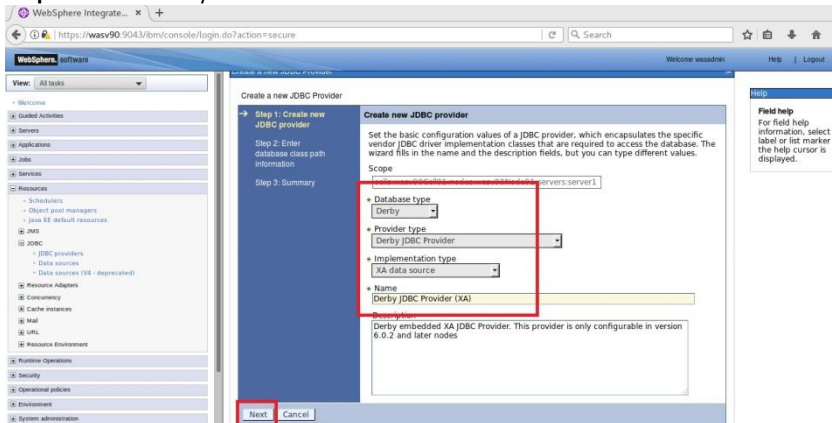 WebSphere Integrate... × +
https://wasv90:9043/ibm/console/login.do?action=secure
Search
WebSphere. software
Welcome wasadmin
Help | Logout
View: All tasks
Welcome
Guided Activities
Servers
Applications
Jobs
Services
Resources
Schedulers
Object pool managers
Java EE default resources
JMS
JDBC
JDBC providers
Data sources
Data sources (V4 - deprecated)
Resource Adapters
Concurrency
Cache instances
Mail
URL
Resource Environment
Runtime Operations
Security
Operational policies
Environment
System administration
Create a new JDBC Provider
Create a new JDBC Provider
Step 1: Create new
JDBC provider
Step 2: Enter
database class path
information
Step 3: Summary
Create new JDBC provider
Set the basic configuration values of a JDBC provider, which encapsulates the specific
vendor JDBC driver implementation classes that are required to access the database. The
wizard fills in the name and the description fields, but you can type different values.
Scope
servers:server1
Database type
Derby
Provider type
Derby JDBC Provider
Implementation type
XA data source
Name
Derby JDBC Provider (XA)
Description
Derby embedded XA JDBC Provider. This provider is only configurable in version
6.0.2 and later nodes
Next Cancel
Help
Field help
For field help
information, select
label or list marker
the help cursor is
displayed.